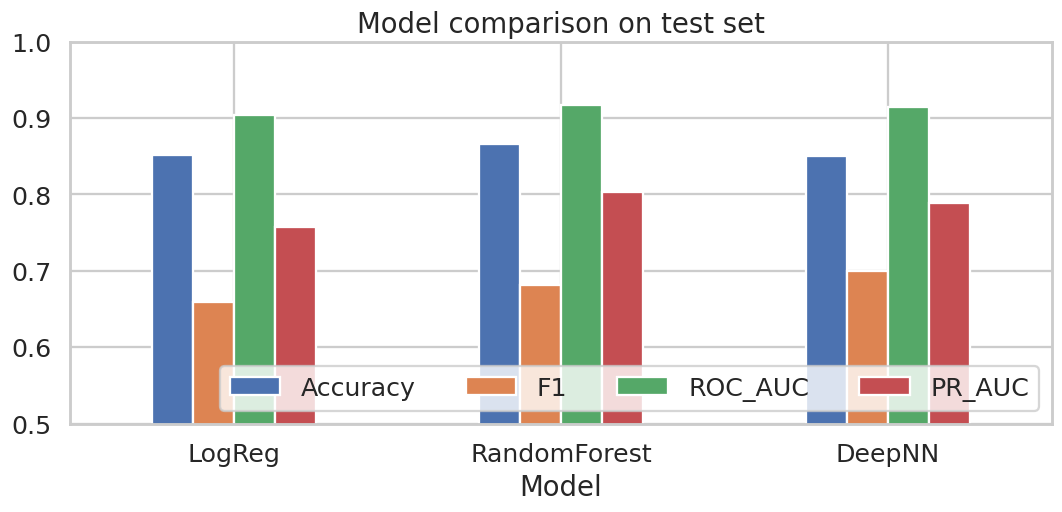 Model comparison on test set
1.0
0.9
0.8
0.7
0.6
0.5
Accuracy F1 ROC_AUC PR_AUC
LogReg RandomForest DeepNN
Model